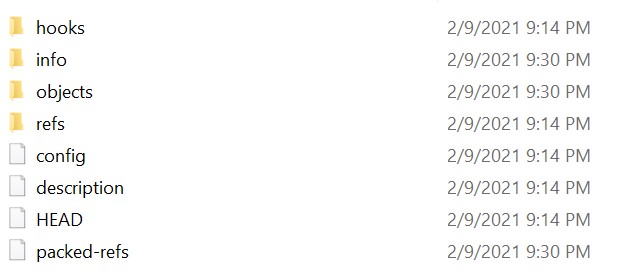 hooks 2/9/2021 9:14 PM
info 2/9/2021 9:30 PM
objects 2/9/2021 9:30 PM
refs 2/9/2021 9:14 PM
config 2/9/2021 9:14 PM
description 2/9/2021 9:14 PM
HEAD 2/9/2021 9:14 PM
packed-refs 2/9/2021 9:30 PM